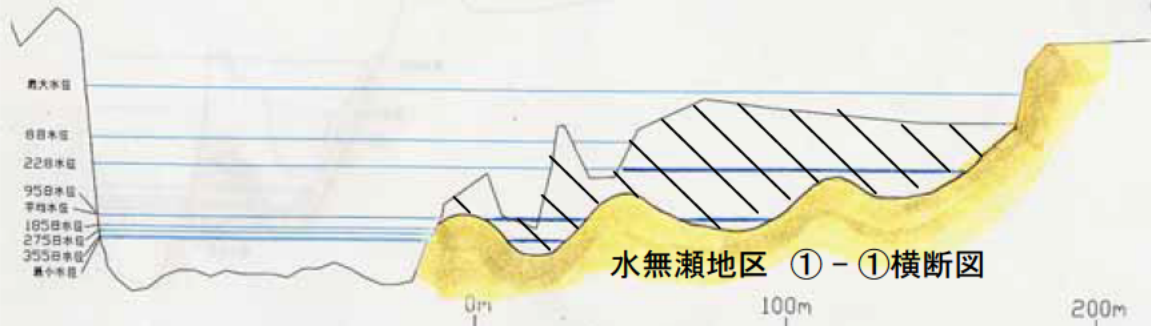 最大水位
8日水位
22日水位
95日水位
平均水位
185日水位
275日水位
355日水位
最小水位
水無瀬地区 ①-①横断図
0m
100m
200m